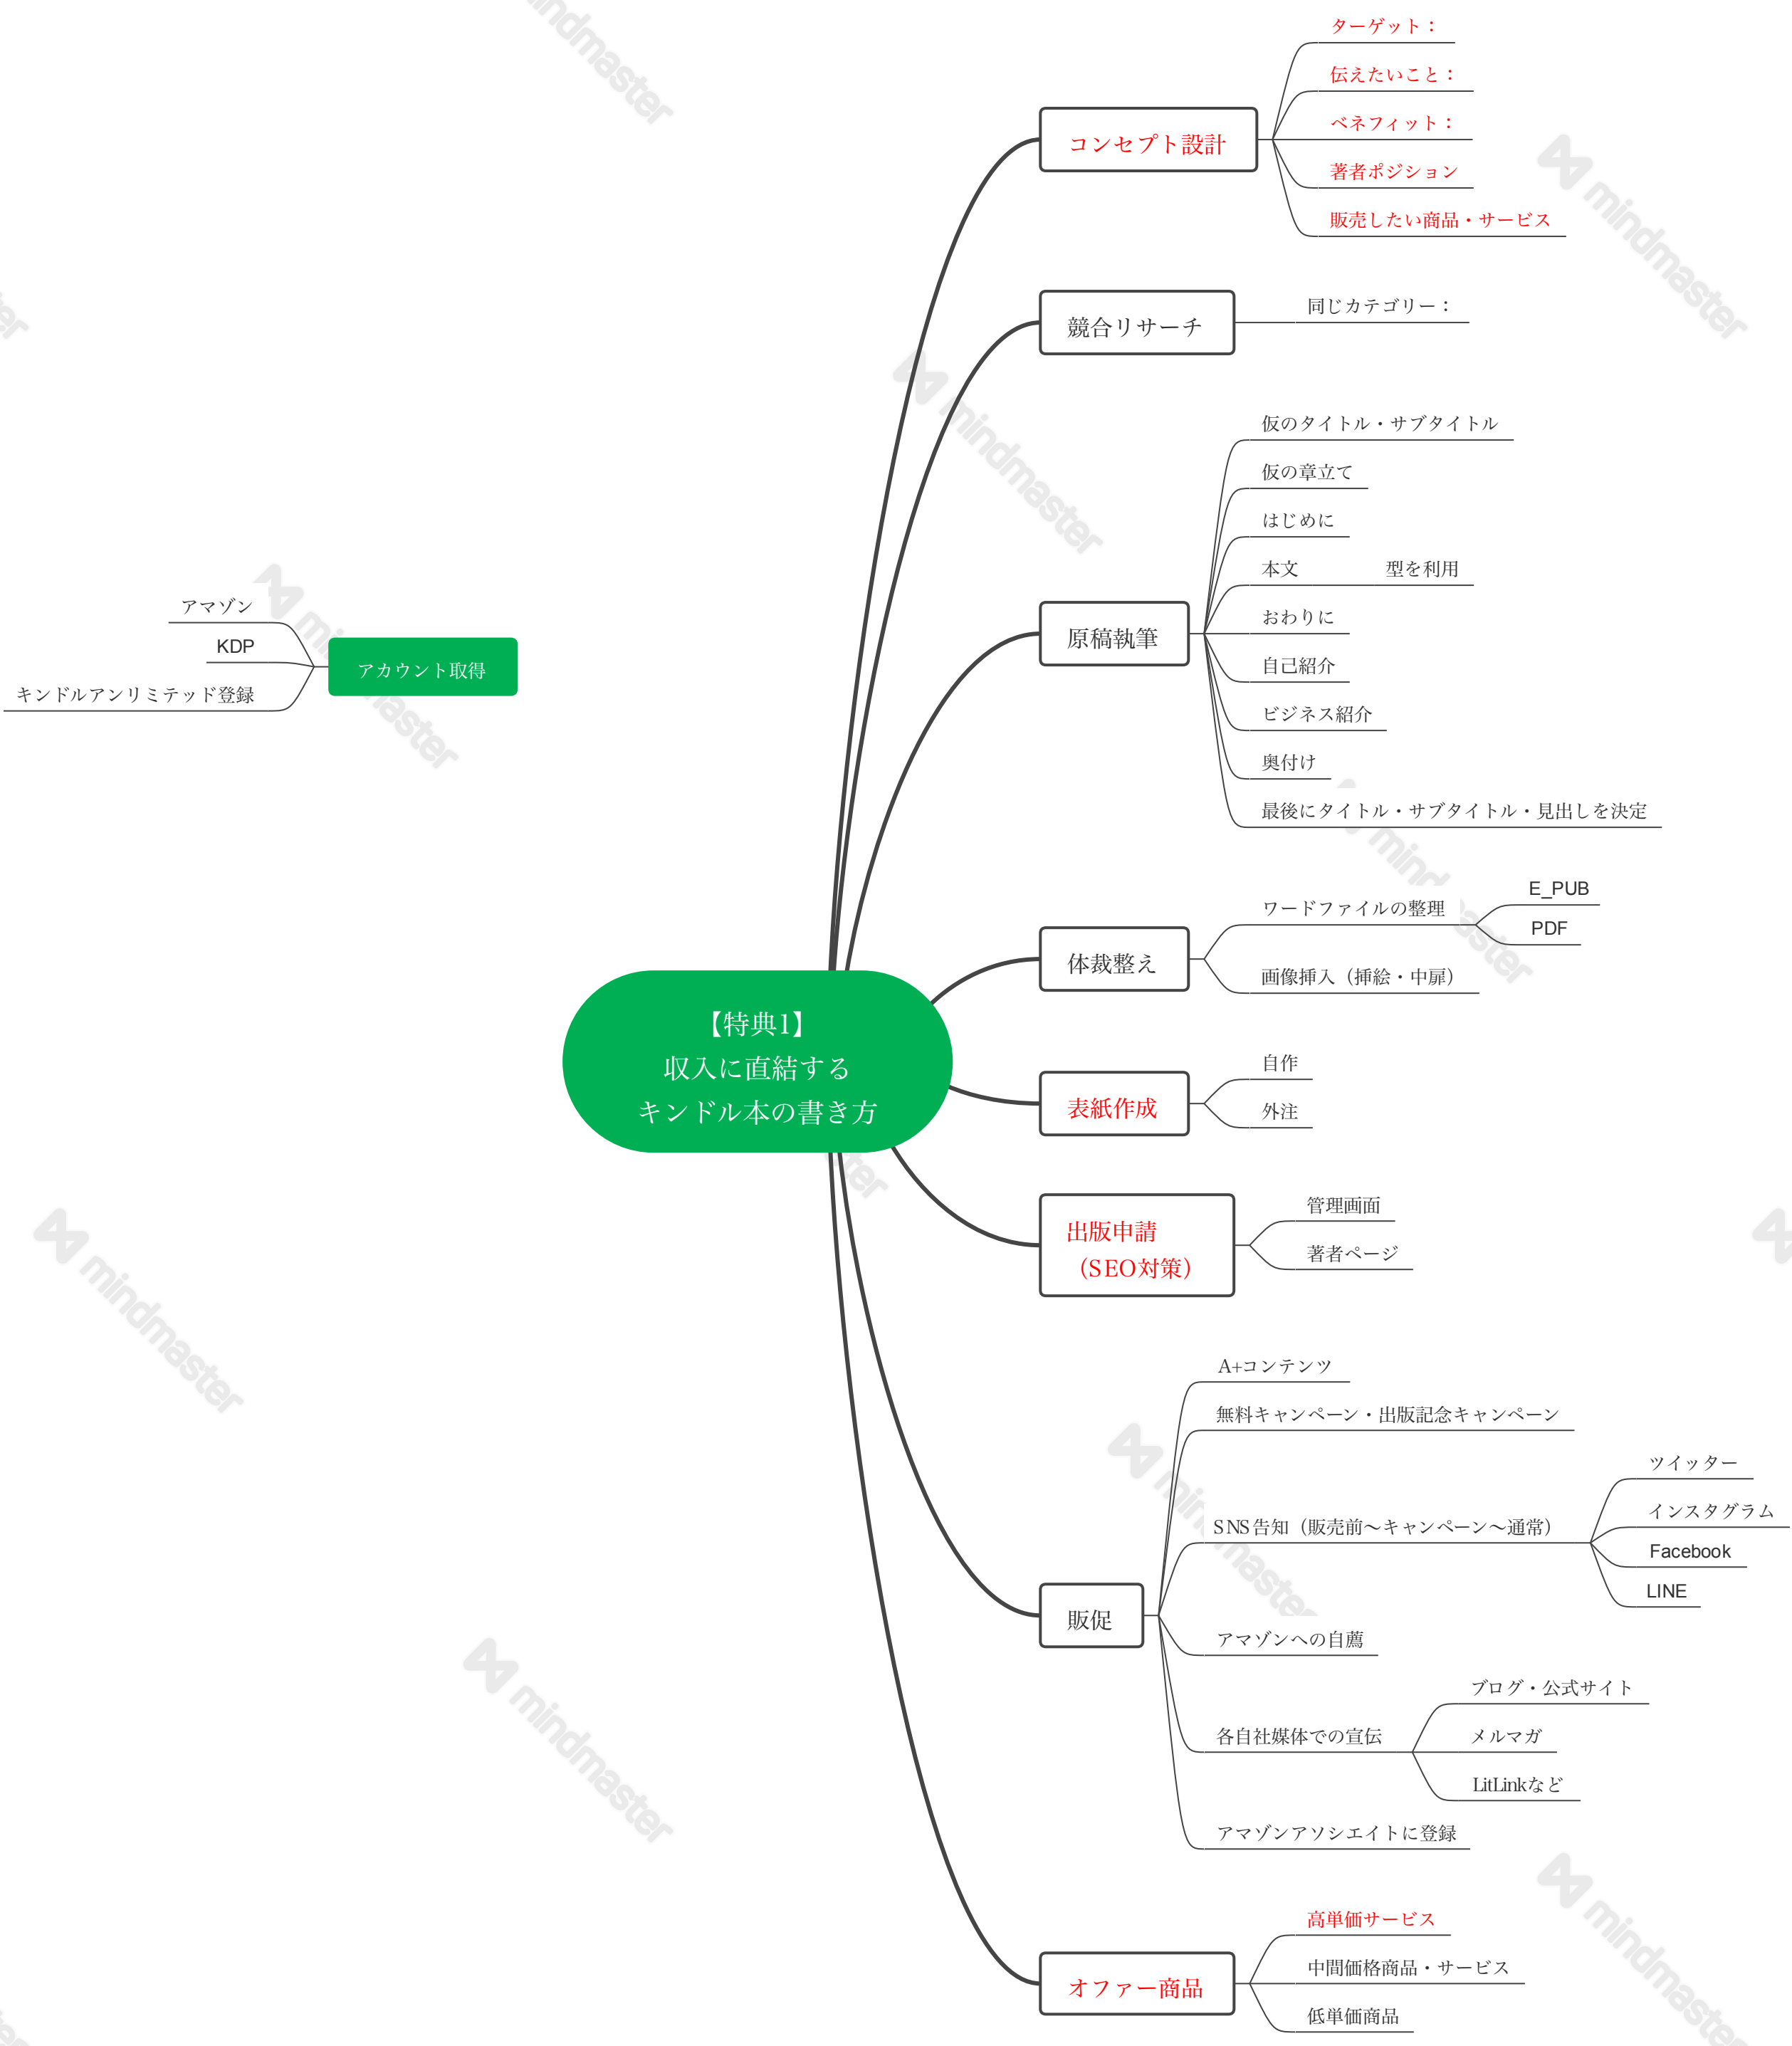 【特典1】
収入に直結する
キンドル本の書き方
コンセプト設計
ターゲット：
伝えたいこと：
ベネフィット：
著者ポジション
販売したい商品・サービス
競合リサーチ
同じカテゴリー：
原稿執筆
仮のタイトル・サブタイトル
仮の章立て
はじめに
本文
型を利用
おわりに
自己紹介
ビジネス紹介
奥付け
最後にタイトル・サブタイトル・見出しを決定
体裁整え
ワードファイルの整理
E_PUB
PDF
画像挿入（挿絵・中扉）
表紙作成
自作
外注
出版申請
（SEO対策）
管理画面
著者ページ
販促
A+コンテンツ
無料キャンペーン・出版記念キャンペーン
SNS告知（販売前～キャンペーン～通常）
ツイッター
インスタグラム
Facebook
LINE
アマゾンへの自薦
各自社媒体での宣伝
ブログ・公式サイト
メルマガ
LitLinkなど
アマゾンアソシエイトに登録
オファー商品
高単価サービス
中間価格商品・サービス
低単価商品
アカウント取得
アマゾン
KDP
キンドルアンリミテッド登録
mindmaster
mindmaster
mindmaster
mindmaster
mindmaster
mindmaster
mindmaster
mindmaster
mindmaster